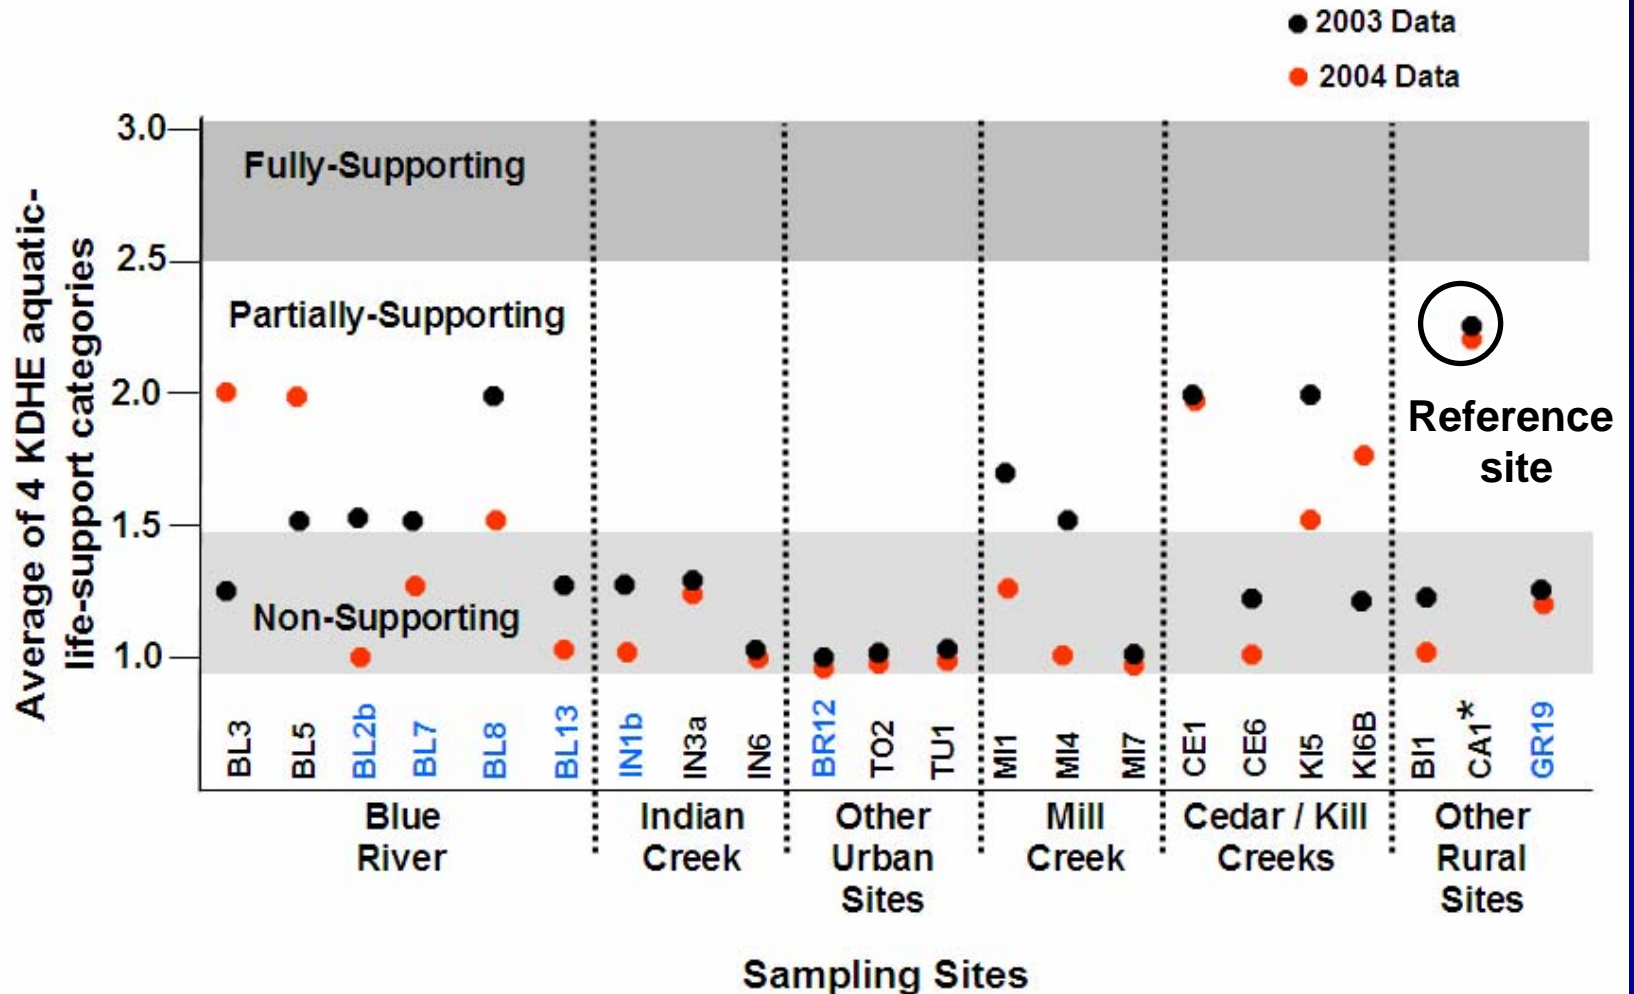 2003 Data
2004 Data
Average of 4 KDHE aquatic-
life-support categories
3.0
2.5
2.0
1.5
1.0
Fully-Supporting
Partially-Supporting
Non-Supporting
Reference
site
BL3
BL5
BL2b
BL7
BL8
BL13
IN1b
IN3a
IN6
BR12
TO2
TU1
MI1
MI4
MI7
CE1
CE6
KI5
KI6B
BI1
CA1*
GR19
Blue
River
Indian
Creek
Other
Urban
Sites
Mill
Creek
Cedar / Kill
Creeks
Other
Rural
Sites
Sampling Sites